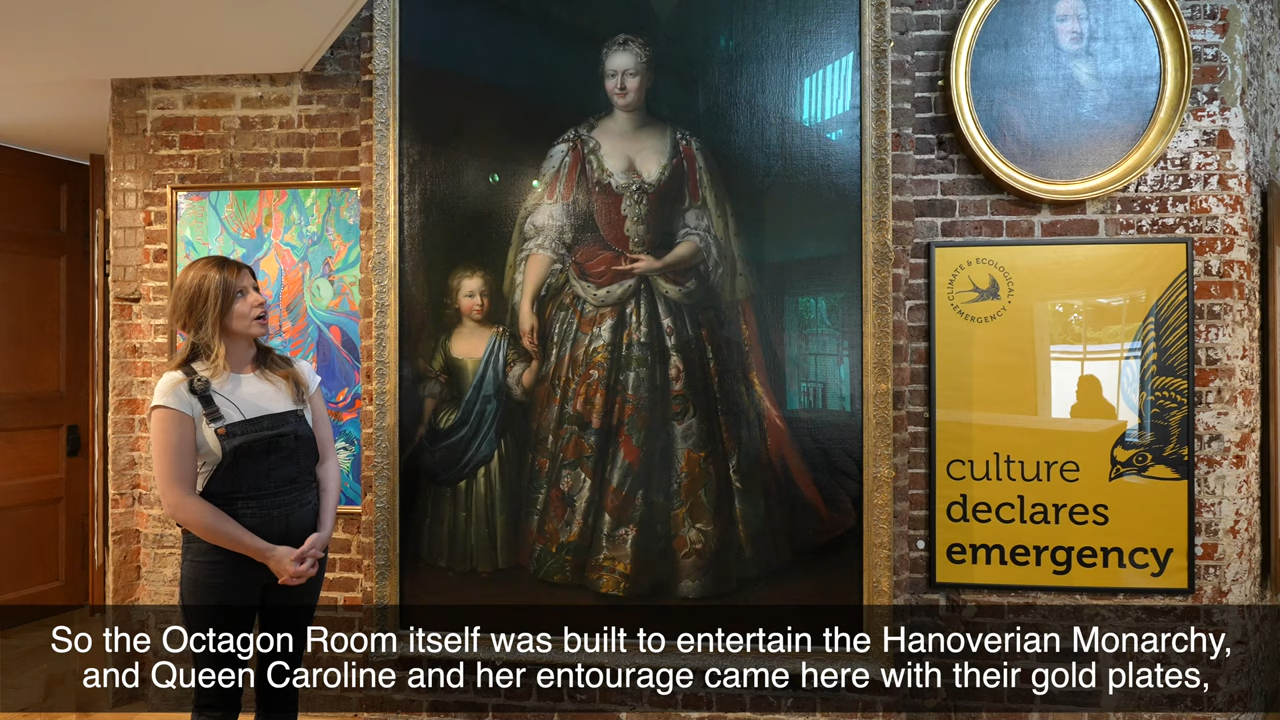 CLIMATE & ECOLOGICAL
EMERGENCY
culture
declares
emergency
So the Octagon Room itself was built to entertain the Hanoverian Monarchy,
and Queen Caroline and her entourage came here with their gold plates,